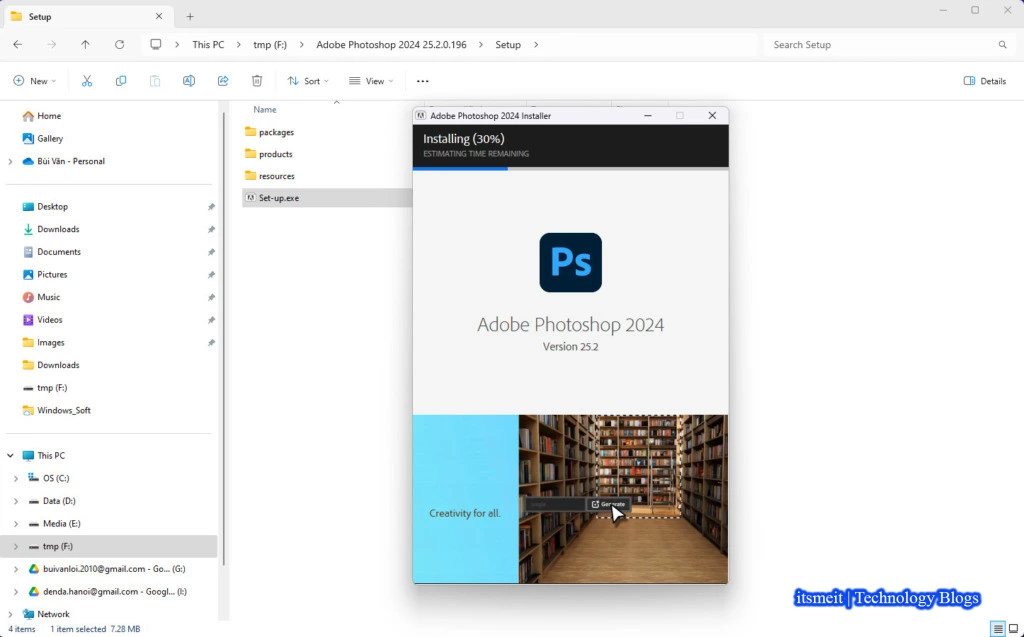 Setup
This PC > tmp (F:) > Adobe Photoshop 2024 25.2.0.196 > Setup >
Search Setup
New
Sort
View
Details
Home
Gallery
Bùi Văn - Personal
Desktop
Downloads
Documents
Pictures
Music
Videos
Images
Downloads
tmp (F:)
Windows_Soft
This PC
OS (C:)
Data (D:)
Media (E:)
tmp (F:)
buivanloi.2010@gmail.com - Go... (G:)
denda.hanoi@gmail.com - Googl... (I:)
Network
4 items 1 item selected 7.28 MB
Name
packages
products
resources
Set-up.exe
Adobe Photoshop 2024 Installer
Installing (30%)
ESTIMATING TIME REMAINING
Ps
Adobe Photoshop 2024
Version 25.2
Creativity for all.
Generate
itsmeit | Technology Blogs